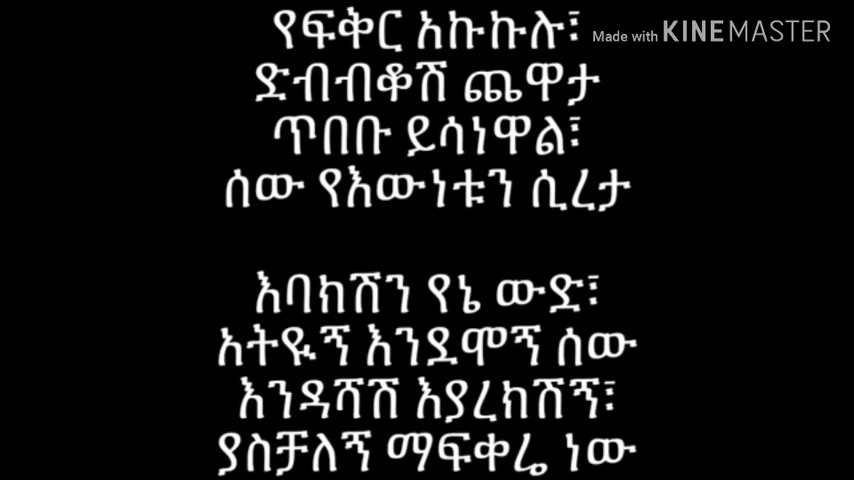 የፍቅር አኩኩሉ፣
Made with KINEMASTER
ድብብቆሽ ጨዋታ
ጥበቡ ይሳነዋል፣
ሰው የእውነቱን ሲረታ
እባክሽን የኔ ውድ፣
አትዪኝ እንደሞኝ ሰው
እንዳሻሽ እያረክሽኝ፣
ያስቻለኝ ማፍቀሬ ነው